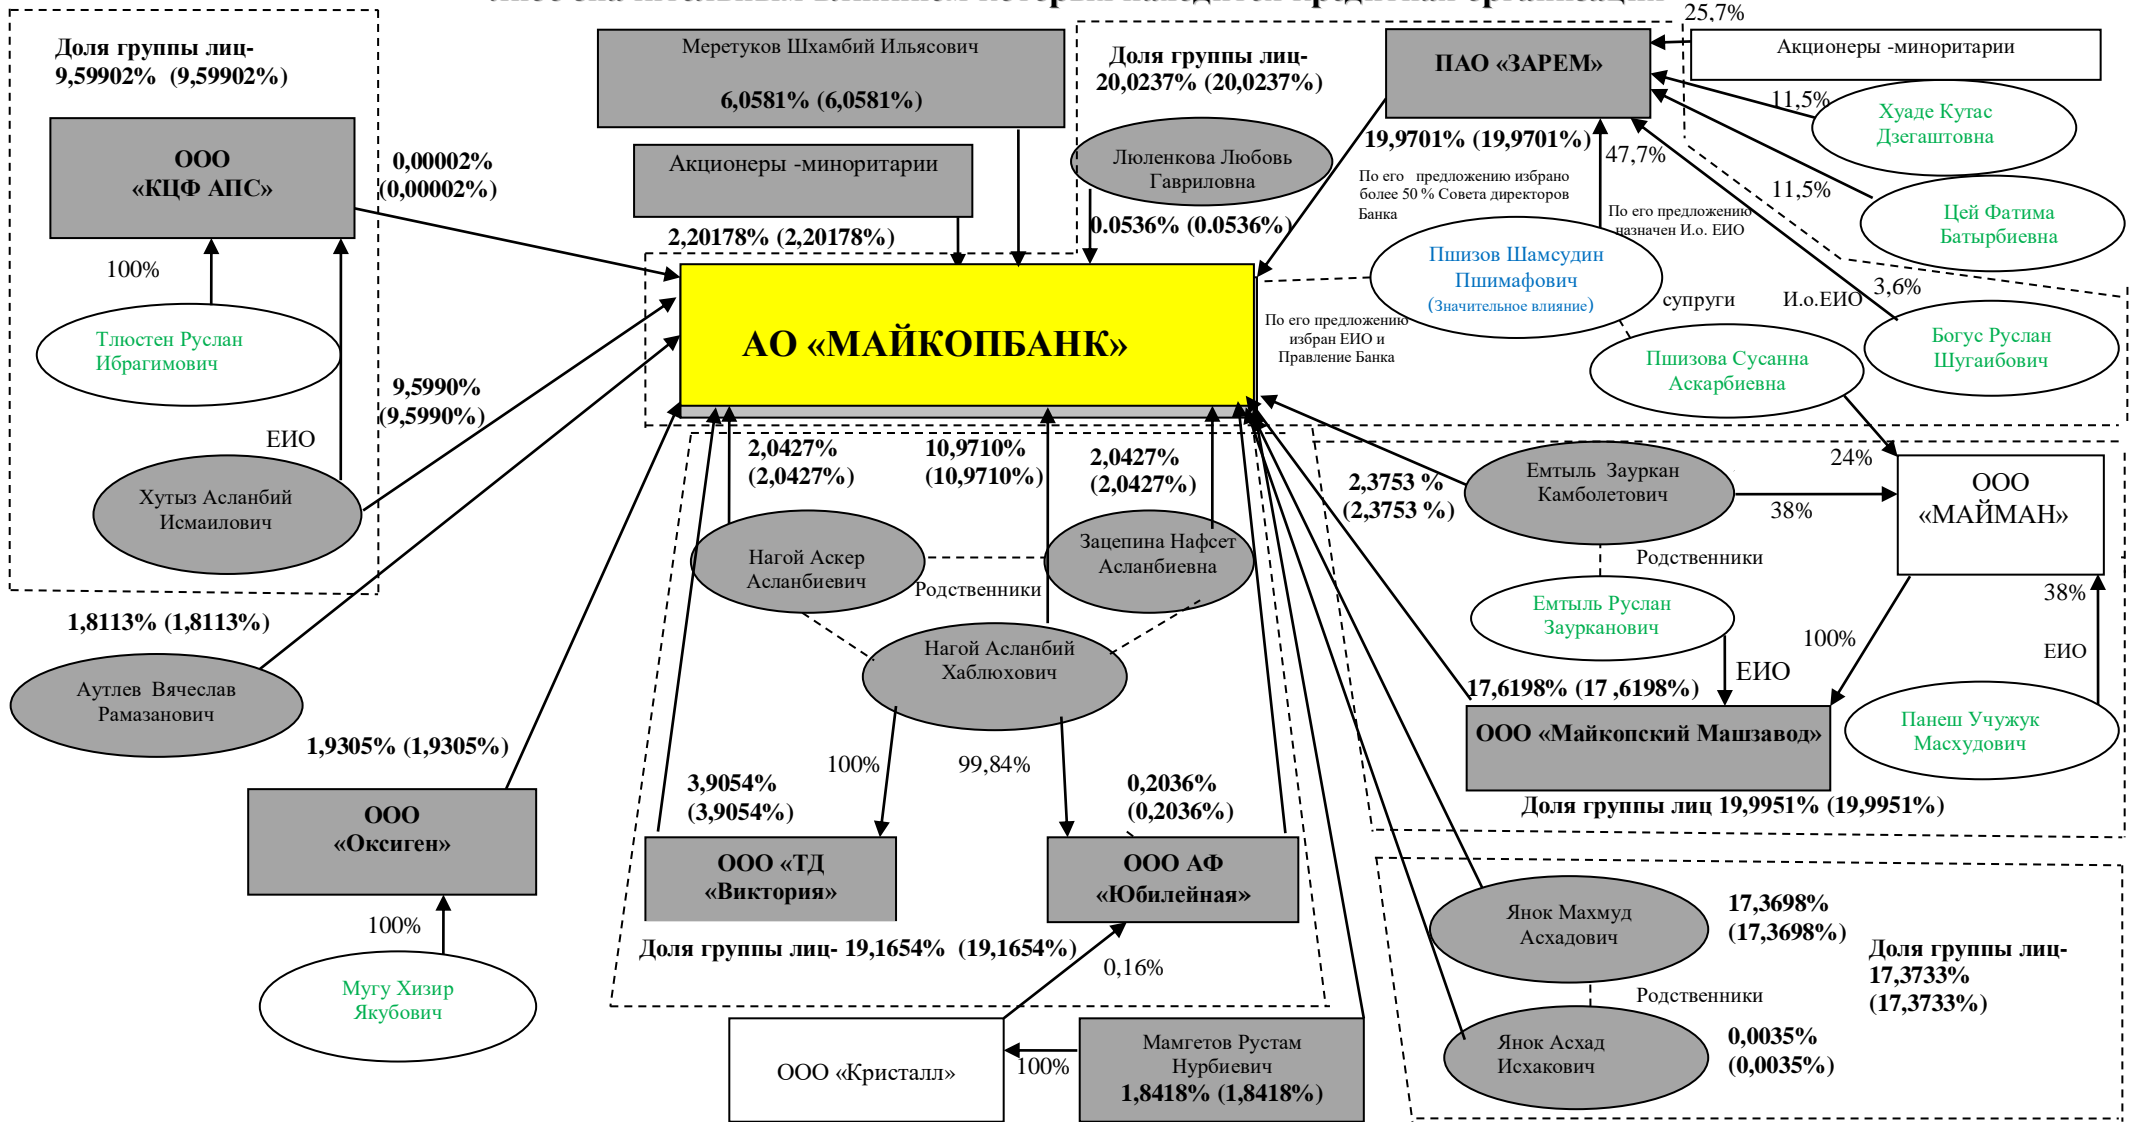 25,7%
Доля группы лиц-
9,59902%  (9,59902%)
ООО
«КЦФ АПС»
0,00002%
(0,00002%)
100%
Тлюстен Руслан
Ибрагимович
ЕИО
Хутыз Асланбий
Исмаилович
9,5990%
(9,5990%)
1,8113% (1,8113%)
Аутлев  Вячеслав
Рамазанович
1,9305% (1,9305%)
ООО
«Оксиген»
100%
Мугу Хизир
Якубович
Меретуков Шхамбий Ильясович
6,0581% (6,0581%)
Акционеры -миноритарии
2,20178% (2,20178%)
Доля группы лиц-
20,0237% (20,0237%)
Люленкова Любовь
Гавриловна
0.0536% (0.0536%)
АО «МАЙКОПБАНК»
ПАО «ЗАРЕМ»
19,9701% (19,9701%)
Акционеры -миноритарии
11,5%
Хуаде Кутас
Дзегаштовна
47,7%
11,5%
Цей Фатима
Батырбиевна
По его   предложению избрано
более 50 % Совета директоров
Банка
По его предложению
назначен И.о. ЕИО
Пшизов Шамсудин
Пшимафович
(Значительное влияние)
супруги
И.о.ЕИО
3,6%
Богус Руслан
Шугаибович
По его предложению
избран ЕИО и
Правление Банка
Пшизова Сусанна
Аскарбиевна
2,0427%
(2,0427%)
10,9710%
(10,9710%)
2,0427%
(2,0427%)
Нагой Аскер
Асланбиевич
Зацепина Нафсет
Асланбиевна
Родственники
Нагой Асланбий
Хаблюхович
3,9054%
(3,9054%)
100%
99,84%
0,2036%
(0,2036%)
ООО «ТД
«Виктория»
ООО АФ
«Юбилейная»
Доля группы лиц- 19,1654%  (19,1654%)
0,16%
ООО «Кристалл»
100%
Мамгетов Рустам
Нурбиевич
1,8418% (1,8418%)
2,3753 %
(2,3753 %)
Емтыль  Зауркан
Камболетович
24%
38%
ООО
«МАЙМАН»
Родственники
Емтыль Руслан
Заурканович
38%
100%
ЕИО
ЕИО
17,6198% (17 ,6198%)
ООО «Майкопский Машзавод»
Панеш Учужук
Масхудович
Доля группы лиц 19,9951% (19,9951%)
Янок Махмуд
Асхадович
17,3698%
(17,3698%)
Доля группы лиц-
17,3733%
(17,3733%)
Родственники
Янок Асхад
Исхакович
0,0035%
(0,0035%)